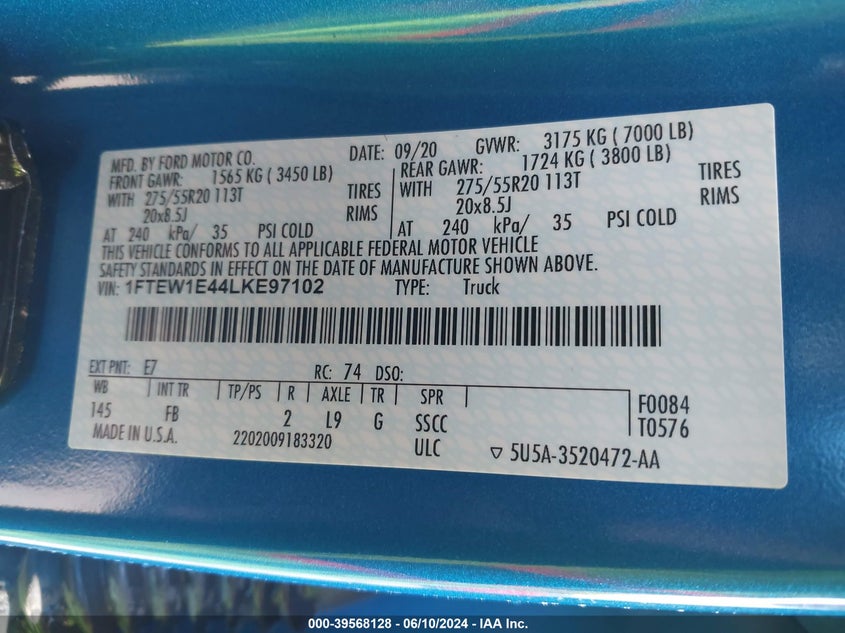 MFD. BY FORD MOTOR CO. DATE: 09/20 GVWR: 3175 KG ( 7000 LB)
FRONT GAWR: 1565 KG ( 3450 LB) REAR GAWR: 1724 KG ( 3800 LB)
WITH 275/55R20 113T TIRES WITH 275/55R20 113T TIRES
20x8.5J RIMS 20x8.5J RIMS
AT 240 kPa/ 35 PSI COLD AT 240 kPa/ 35 PSI COLD
THIS VEHICLE CONFORMS TO ALL APPLICABLE FEDERAL MOTOR VEHICLE
SAFETY STANDARDS IN EFFECT ON THE DATE OF MANUFACTURE SHOWN ABOVE.
VIN: 1FTEW1E44LKE97102 TYPE: Truck
EXT PNT: E7 RC: 74 DSO:
WB INT TR TP/PS R AXLE TR SPR
145 FB 2 L9 G SSCC
F0084
T0576
MADE IN U.S.A. 2202009183320 ULC
▽ 5U5A-3520472-AA
000-39568128 - 06/10/2024 - IAA Inc.